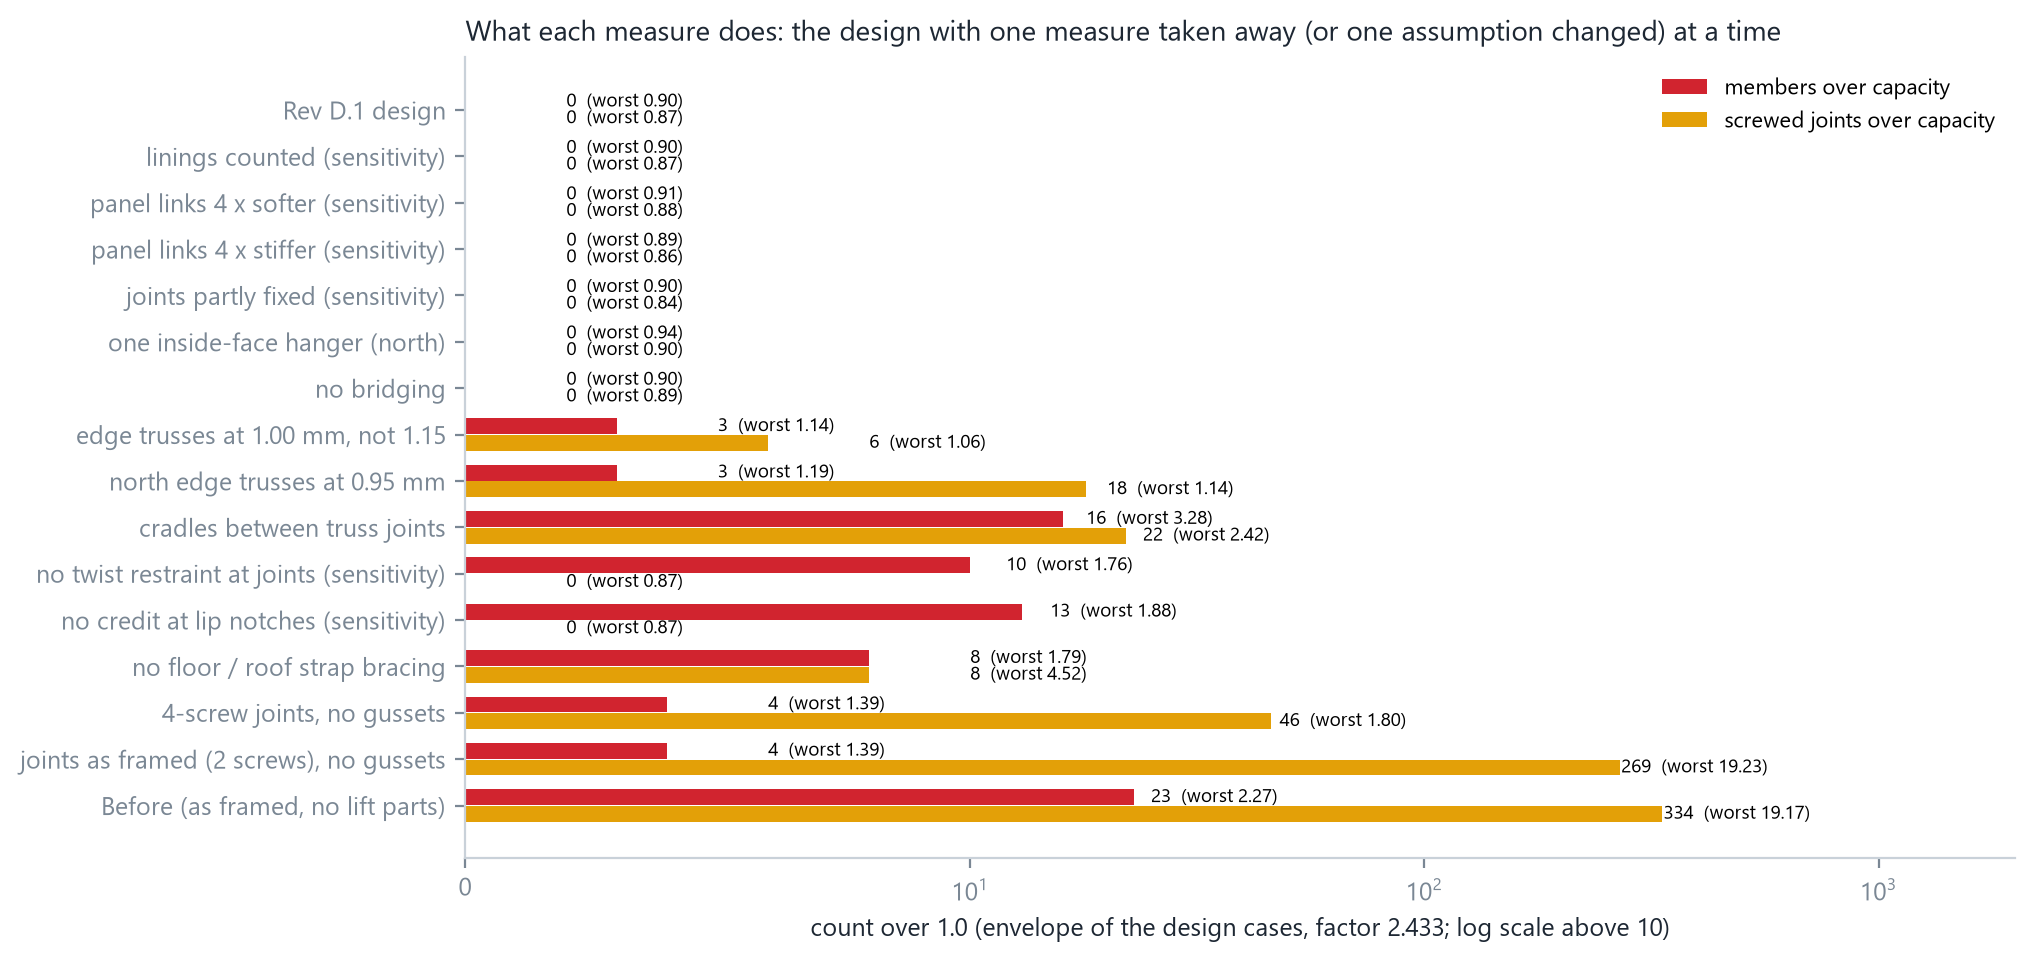 What each measure does: the design with one measure taken away (or one assumption changed) at a time
members over capacity
screwed joints over capacity
Rev D.1 design
0 (worst 0.90)
0 (worst 0.87)
linings counted (sensitivity)
0 (worst 0.90)
0 (worst 0.87)
panel links 4 x softer (sensitivity)
0 (worst 0.91)
0 (worst 0.88)
panel links 4 x stiffer (sensitivity)
0 (worst 0.89)
0 (worst 0.86)
joints partly fixed (sensitivity)
0 (worst 0.90)
0 (worst 0.84)
one inside-face hanger (north)
0 (worst 0.94)
0 (worst 0.90)
no bridging
0 (worst 0.90)
0 (worst 0.89)
edge trusses at 1.00 mm, not 1.15
3 (worst 1.14)
6 (worst 1.06)
north edge trusses at 0.95 mm
3 (worst 1.19)
18 (worst 1.14)
cradles between truss joints
16 (worst 3.28)
22 (worst 2.42)
no twist restraint at joints (sensitivity)
10 (worst 1.76)
0 (worst 0.87)
no credit at lip notches (sensitivity)
13 (worst 1.88)
0 (worst 0.87)
no floor / roof strap bracing
8 (worst 1.79)
8 (worst 4.52)
4-screw joints, no gussets
4 (worst 1.39)
46 (worst 1.80)
joints as framed (2 screws), no gussets
4 (worst 1.39)
269 (worst 19.23)
Before (as framed, no lift parts)
23 (worst 2.27)
334 (worst 19.17)
0 10¹ 10² 10³
count over 1.0 (envelope of the design cases, factor 2.433; log scale above 10)